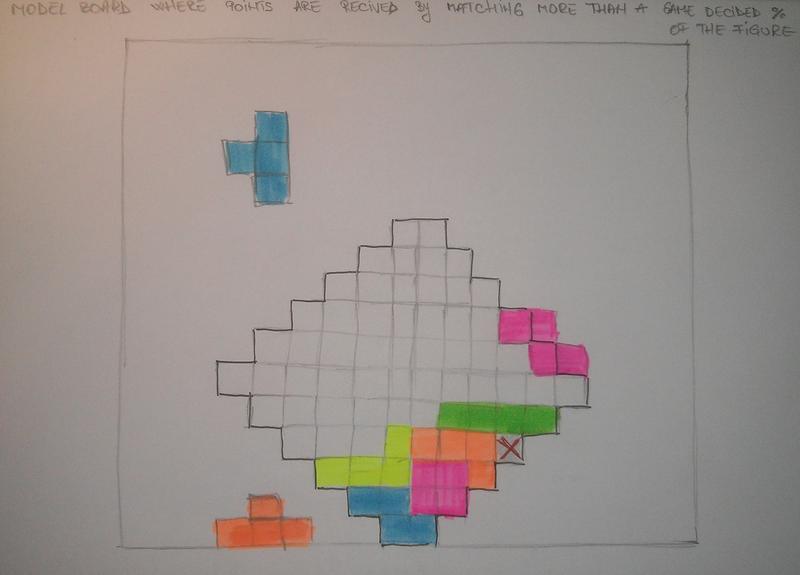 MODEL BOARD WHERE POINTS ARE RECIVED By MATCHING MORE THAN A GAME DECIDED %
OF THE FiGURE